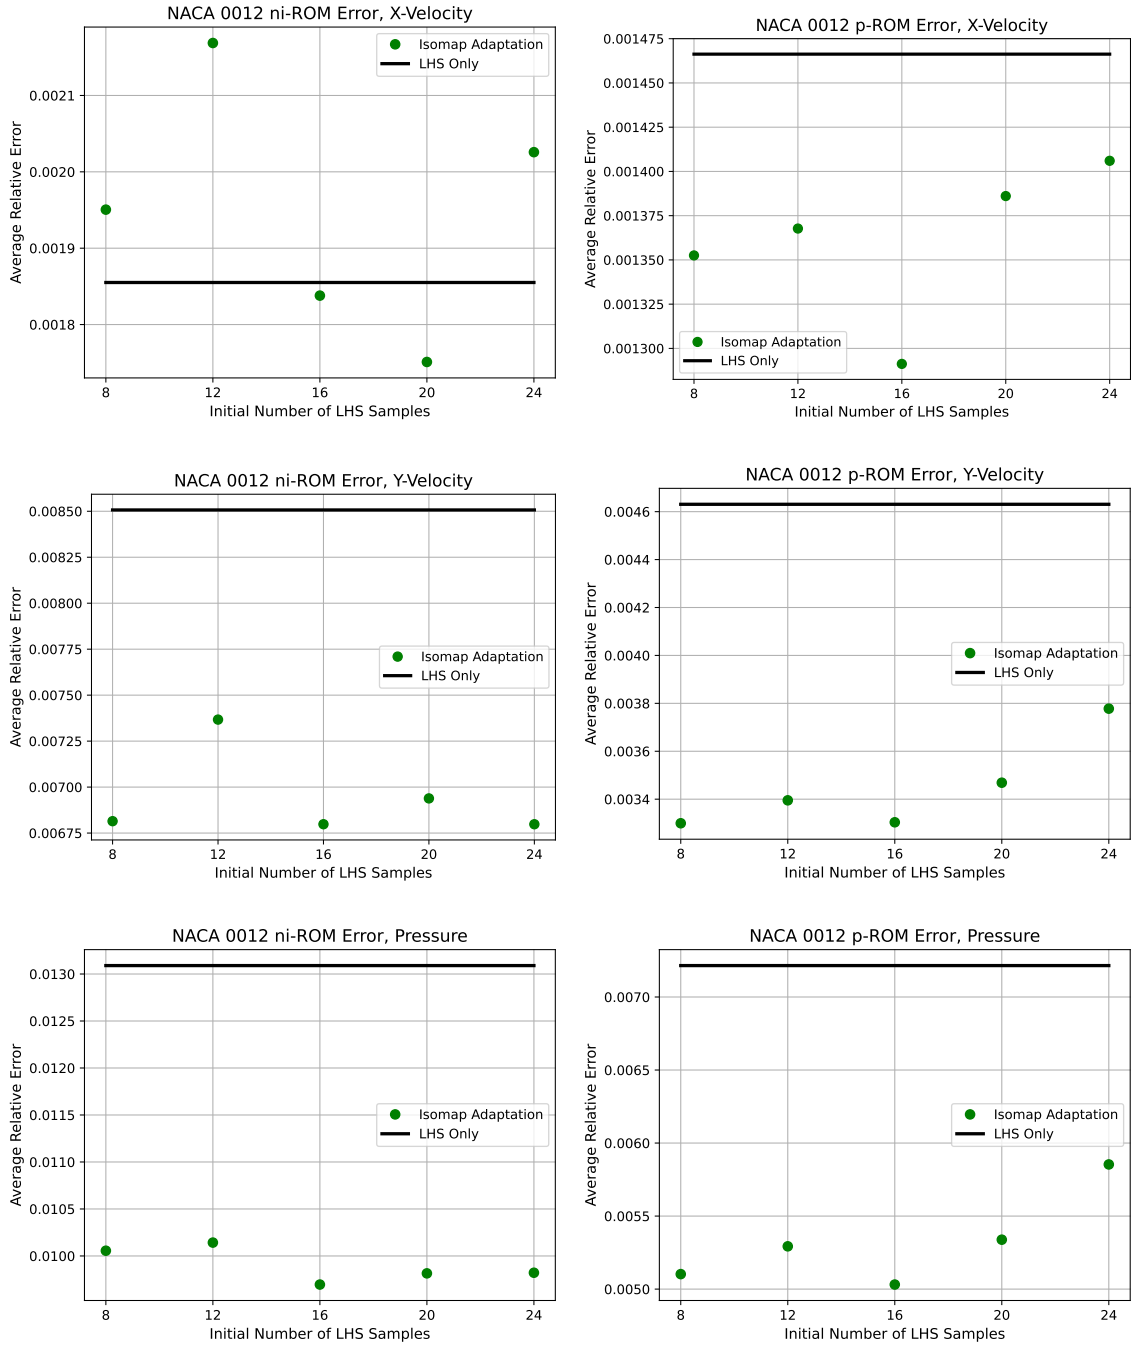 NACA 0012 ni-ROM Error, X-Velocity
Average Relative Error
0.0021
0.0020
0.0019
0.0018
Isomap Adaptation
LHS Only
8 12 16 20 24
Initial Number of LHS Samples
NACA 0012 p-ROM Error, X-Velocity
Average Relative Error
0.001475
0.001450
0.001425
0.001400
0.001375
0.001350
0.001325
0.001300
Isomap Adaptation
LHS Only
8 12 16 20 24
Initial Number of LHS Samples
NACA 0012 ni-ROM Error, Y-Velocity
Average Relative Error
0.00850
0.00825
0.00800
0.00775
0.00750
0.00725
0.00700
0.00675
Isomap Adaptation
LHS Only
8 12 16 20 24
Initial Number of LHS Samples
NACA 0012 p-ROM Error, Y-Velocity
Average Relative Error
0.0046
0.0044
0.0042
0.0040
0.0038
0.0036
0.0034
Isomap Adaptation
LHS Only
8 12 16 20 24
Initial Number of LHS Samples
NACA 0012 ni-ROM Error, Pressure
Average Relative Error
0.0130
0.0125
0.0120
0.0115
0.0110
0.0105
0.0100
Isomap Adaptation
LHS Only
8 12 16 20 24
Initial Number of LHS Samples
NACA 0012 p-ROM Error, Pressure
Average Relative Error
0.0070
0.0065
0.0060
0.0055
0.0050
Isomap Adaptation
LHS Only
8 12 16 20 24
Initial Number of LHS Samples